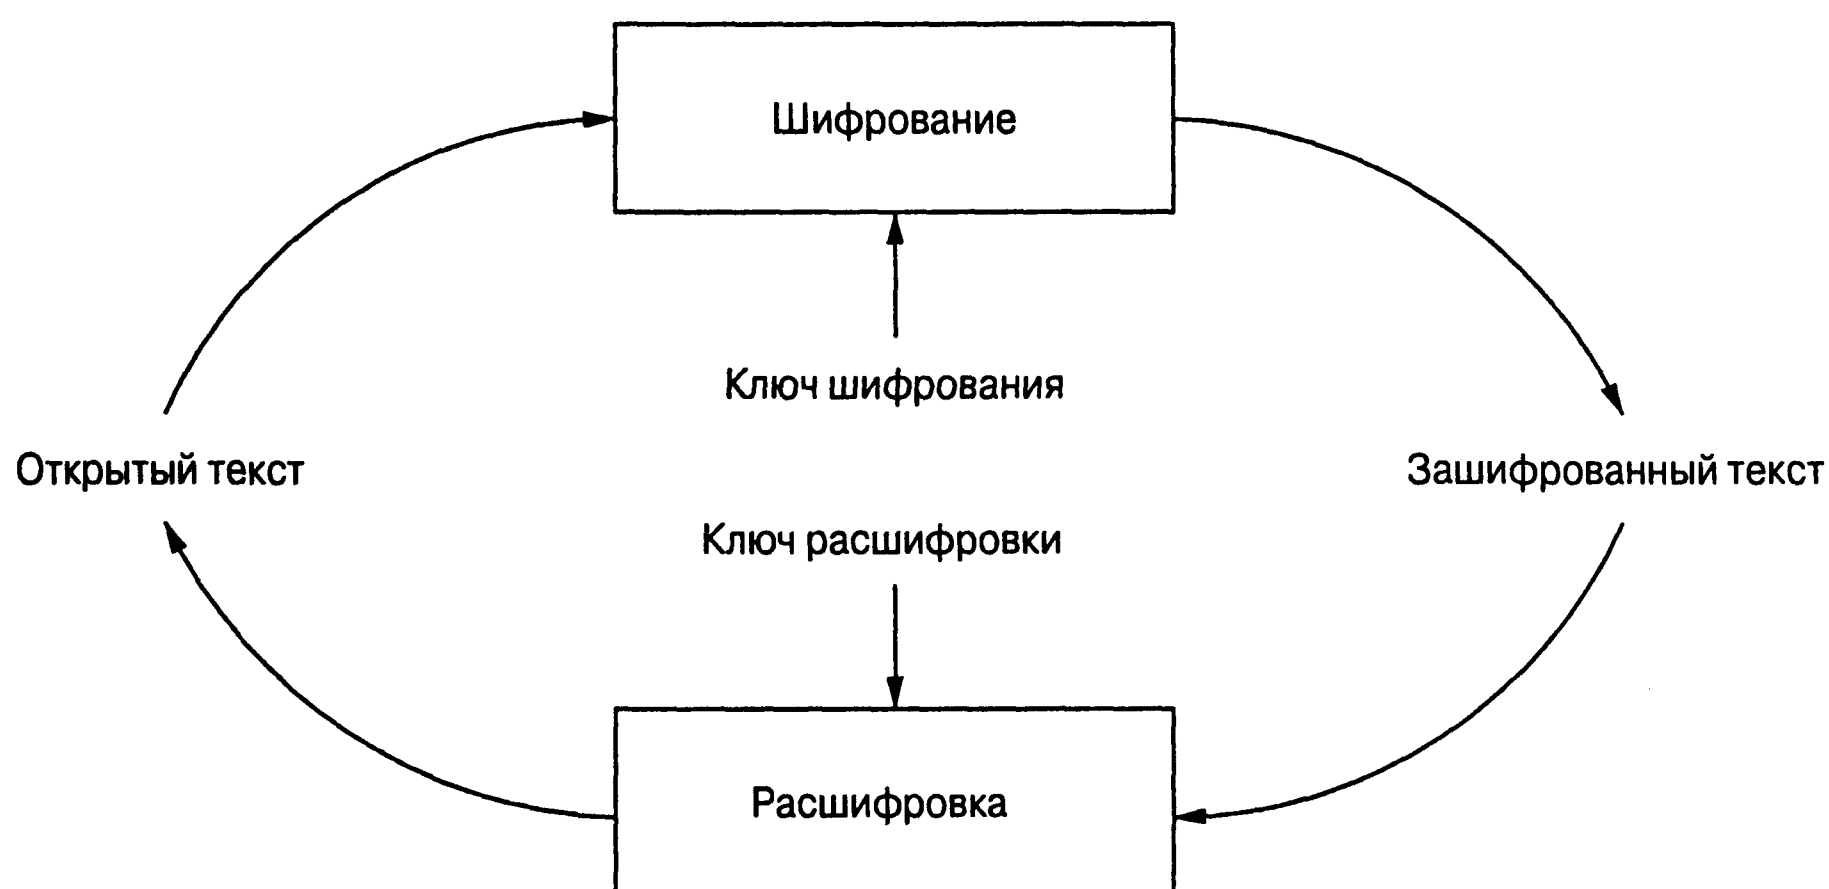 Шифрование
Ключ шифрования
Открытый текст
Зашифрованный текст
Ключ расшифровки
Расшифровка